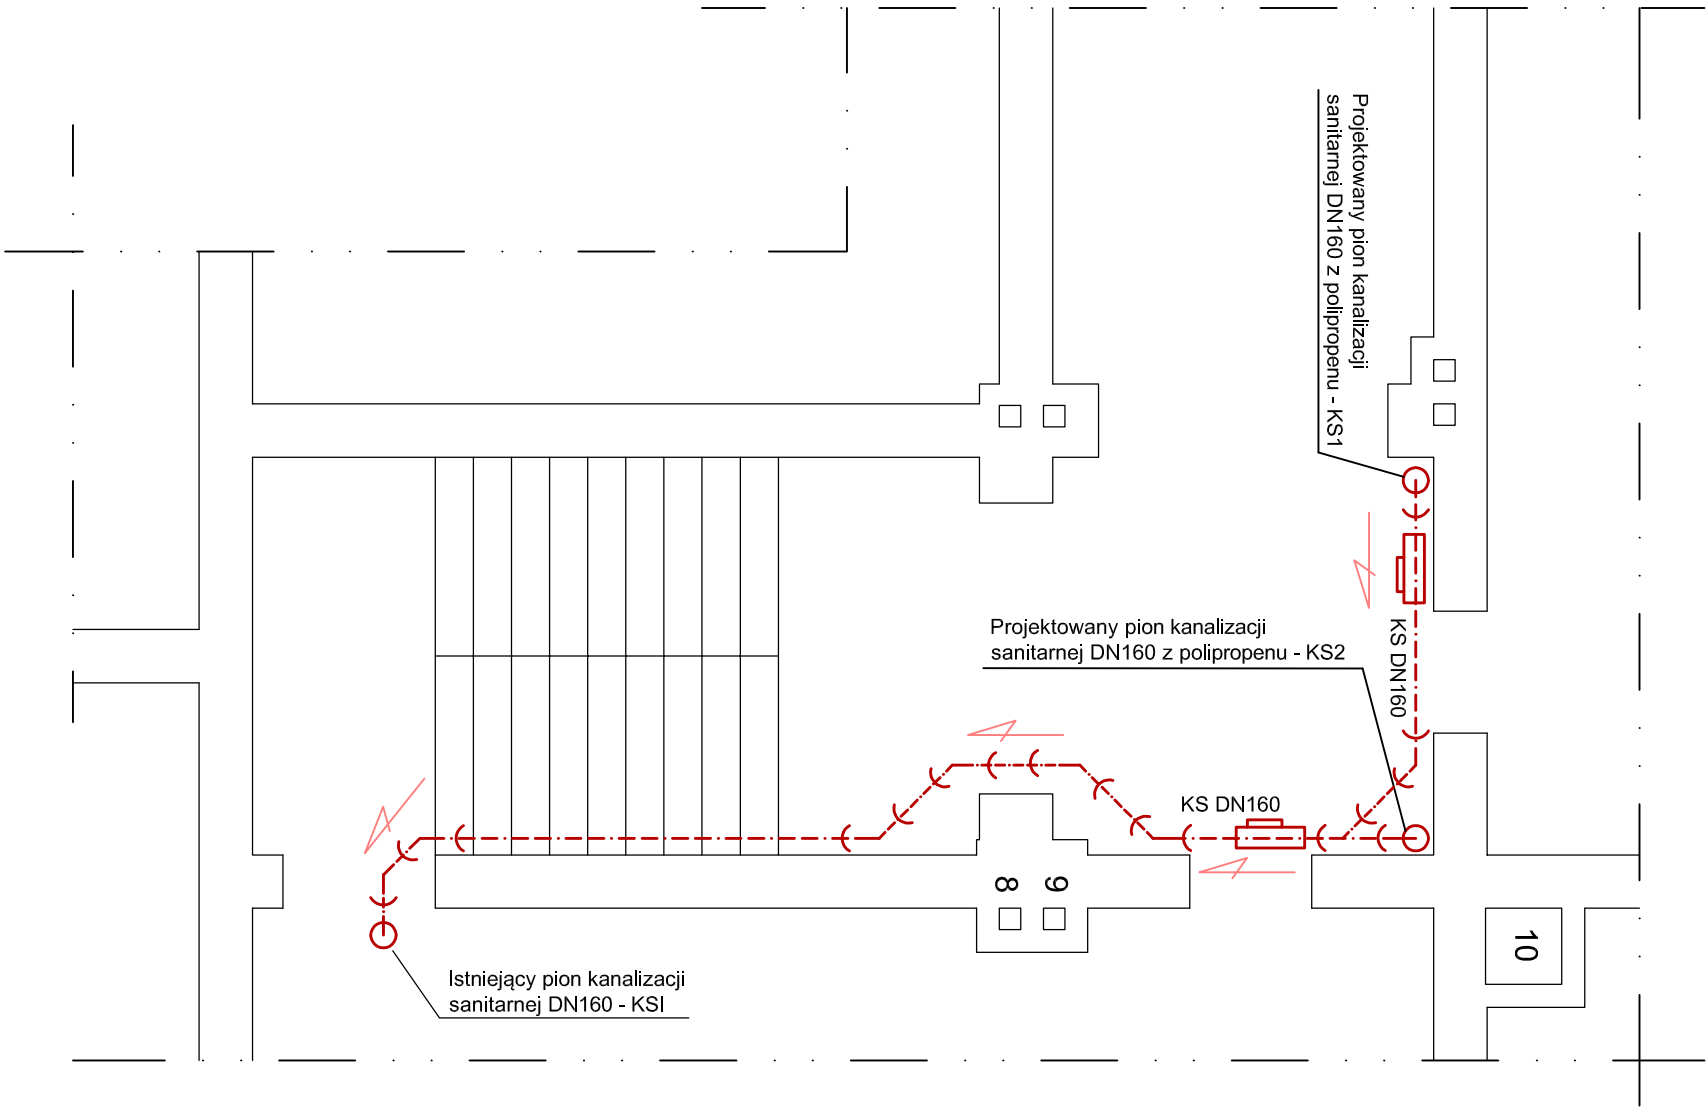 Projektowany pion kanalizacji
sanitarnej DN160 z polipropenu - KS1
Projektowany pion kanalizacji
sanitarnej DN160 z polipropenu - KS2
KS DN160
KS DN160
8
9
10
Istniejący pion kanalizacji
sanitarnej DN160 - KSI